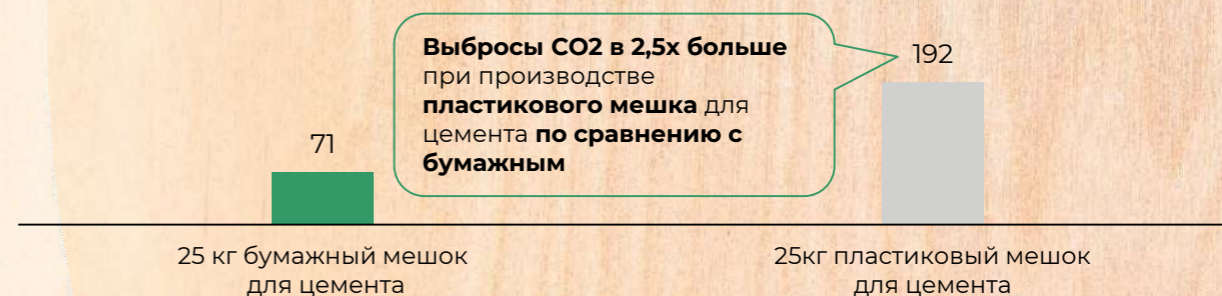 Выбросы CO2 в 2,5х больше
при производстве
пластикового мешка для
цемента по сравнению с
бумажным
192
71
25 кг бумажный мешок
для цемента
25кг пластиковый мешок
для цемента